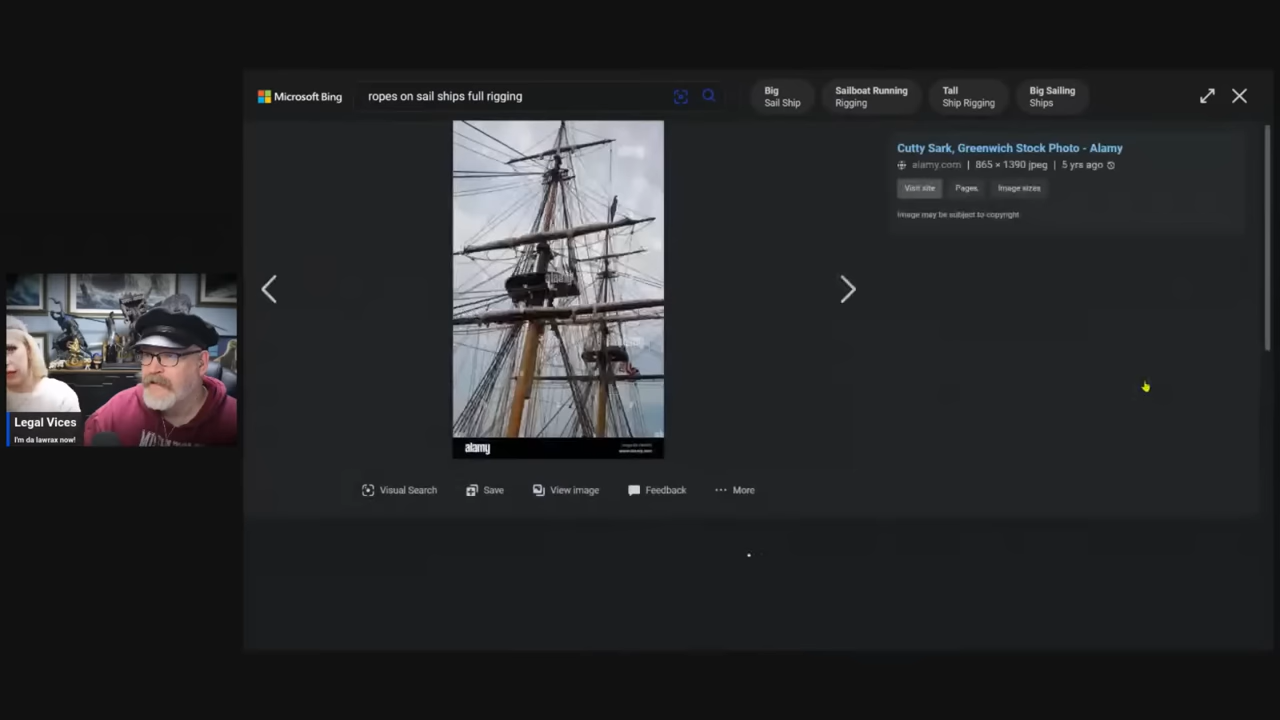 Microsoft Bing
ropes on sail ships full rigging
Big
Sail Ship
Sailboat Running
Rigging
Tall
Ship Rigging
Big Sailing
Ships
Cutty Sark, Greenwich Stock Photo - Alamy
alamy.com | 865 × 1390 jpeg | 5 yrs ago
Visit site
Pages
Image sizes
Image may be subject to copyright
alamy
Legal Vices
I'm da lawrax now!
alamy
Visual Search
Save
View image
Feedback
More